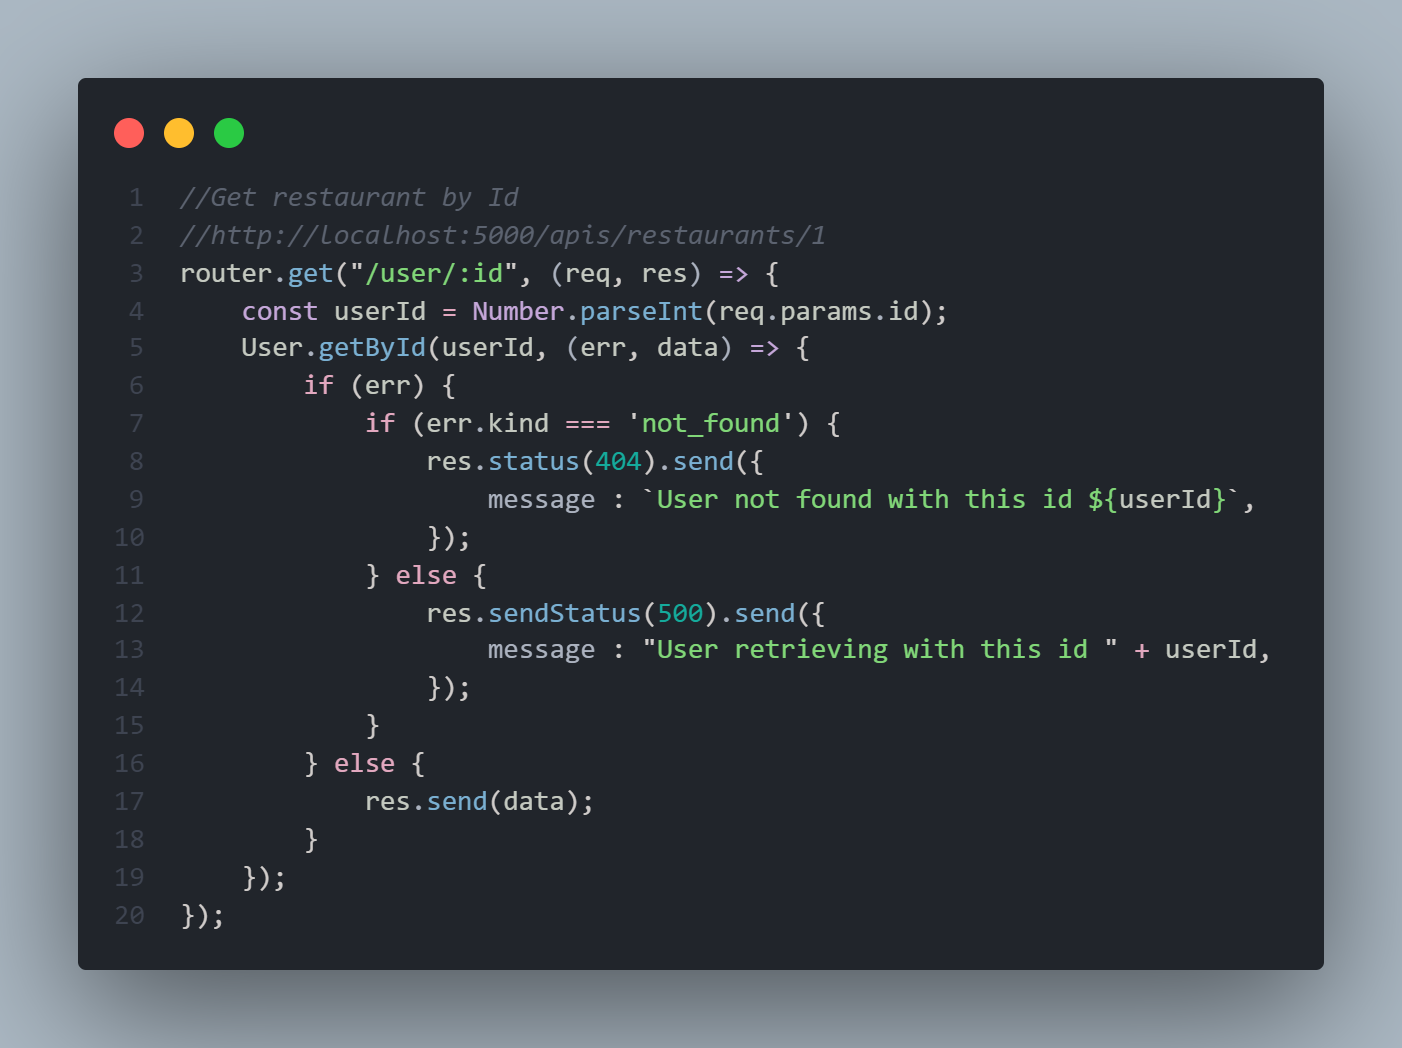 1 //Get restaurant by Id
2 //http://localhost:5000/apis/restaurants/1
3 router.get("/user/:id", (req, res) => {
4     const userId = Number.parseInt(req.params.id);
5     User.getById(userId, (err, data) => {
6         if (err) {
7             if (err.kind === 'not_found') {
8                 res.status(404).send({
9                     message : `User not found with this id ${userId}`,
10                 });
11             } else {
12                 res.sendStatus(500).send({
13                     message : "User retrieving with this id " + userId,
14                 });
15             }
16         } else {
17             res.send(data);
18         }
19     });
20 });